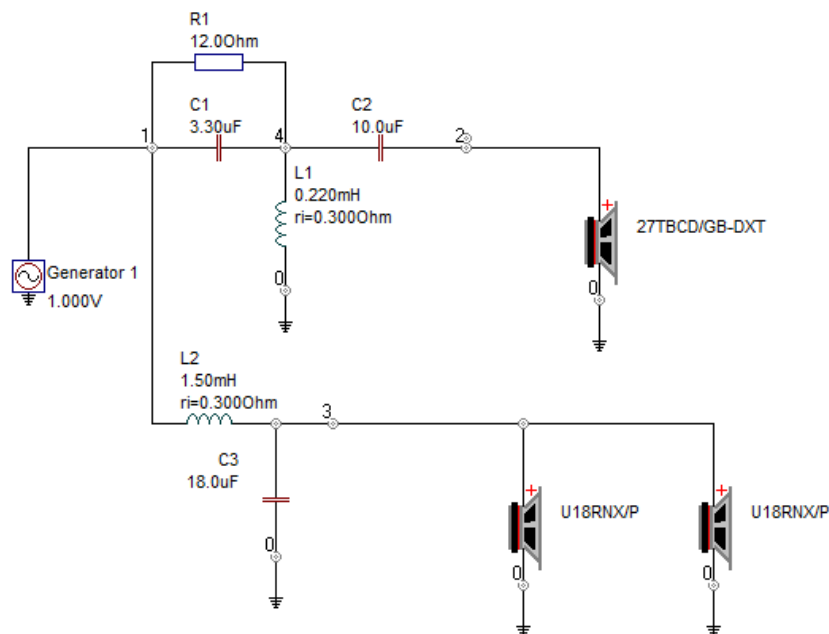 R1
12.0Ohm
C1
3.30uF
C2
10.0uF
1
4
2
L1
0.220mH
ri=0.300Ohm
27TBCD/GB-DXT
Generator 1
1.000V
0
0
L2
1.50mH
ri=0.300Ohm
3
C3
18.0uF
U18RNX/P
U18RNX/P
0
0
0